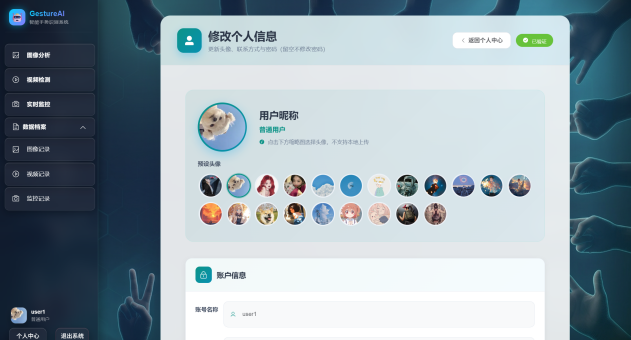 GestureAI
智能手势识别系统
图像分析
视频检测
实时监控
数据档案
图像记录
视频记录
监控记录
user1
普通用户
个人中心
退出系统
修改个人信息
更新头像、联系方式与密码（留空不修改密码）
返回个人中心
已验证
用户昵称
普通用户
点击下方缩略图选择头像，不支持本地上传
预设头像
账户信息
账号名称
user1